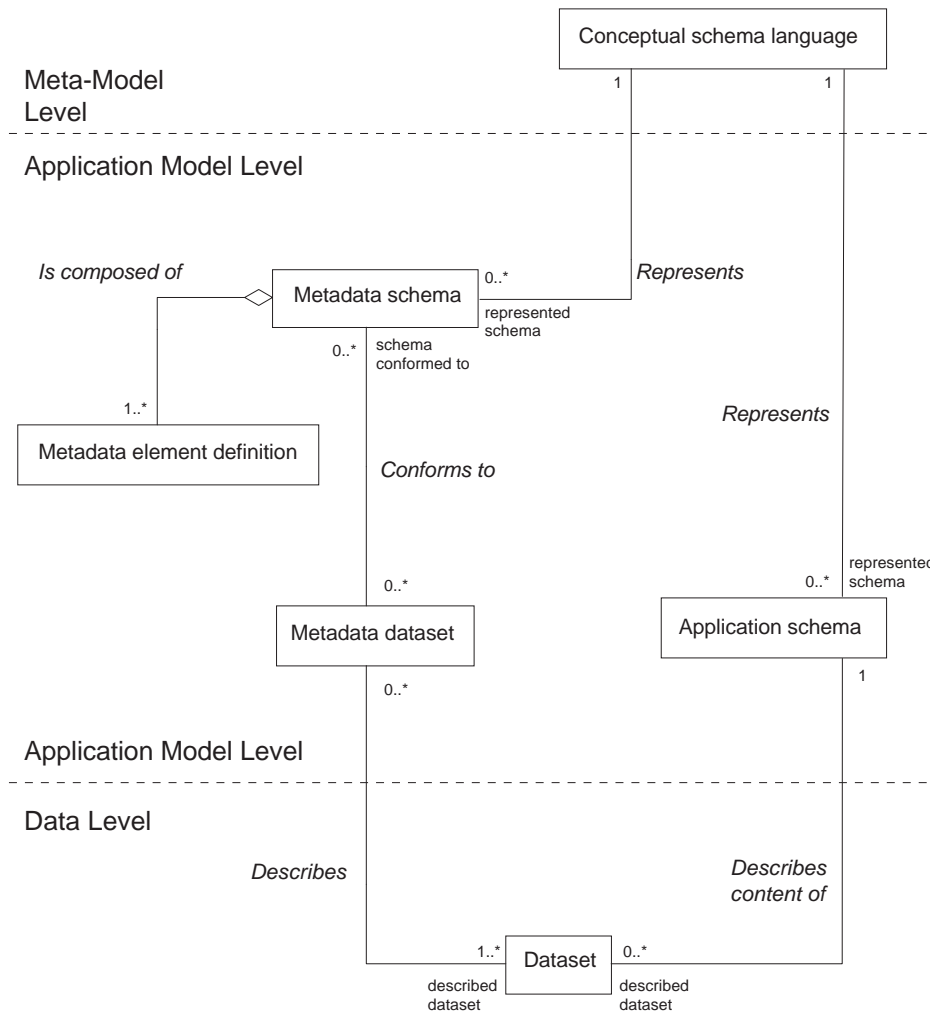 Conceptual schema language
Meta-Model
Level
1
1
Application Model Level
Is composed of
Metadata schema
0..*
Represents
represented
schema
0..*
schema
conformed to
1..*
Represents
Metadata element definition
Conforms to
0..*
0..*
represented
schema
Metadata dataset
Application schema
0..*
1
Application Model Level
Data Level
Describes
Describes
content of
1..*
Dataset
0..*
described
dataset
described
dataset